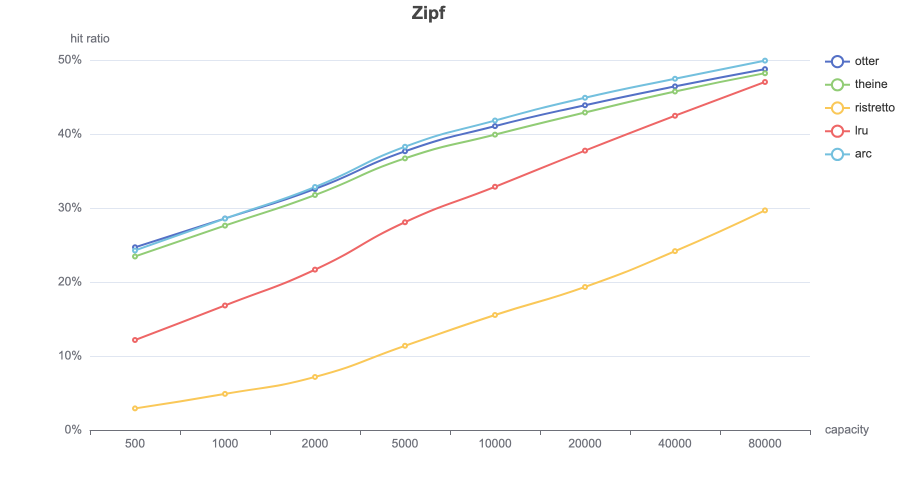 Zipf
hit ratio
50%
40%
30%
20%
10%
0%
500 1000 2000 5000 10000 20000 40000 80000
capacity
otter
theine
ristretto
lru
arc